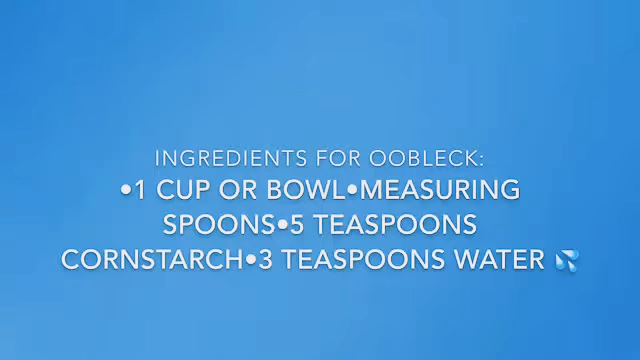 INGREDIENTS FOR OOBLECK:
•1 CUP OR BOWL•MEASURING
SPOONS•5 TEASPOONS
CORNSTARCH•3 TEASPOONS WATER 💦